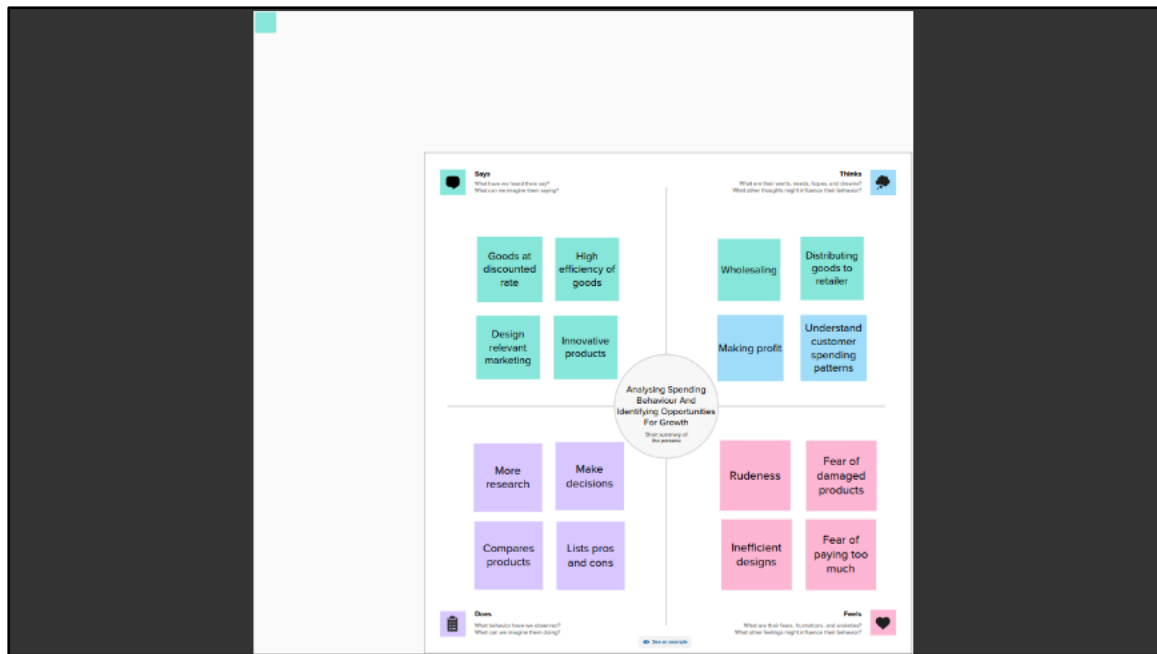 Says
What have we heard them say?
What can we imagine them saying?
Thinks
What are their wants, needs, hopes, and dreams?
What other thoughts might influence their behavior?
Goods at
discounted
rate
High
efficiency of
goods
Wholesaling
Distributing
goods to
retailer
Design
relevant
marketing
Innovative
products
Making profit
Understand
customer
spending
patterns
Analysing Spending
Behaviour And
Identifying Opportunities
For Growth
Short summary of
the persona
More
research
Make
decisions
Rudeness
Fear of
damaged
products
Compares
products
Lists pros
and cons
Inefficient
designs
Fear of
paying too
much
Does
What behavior have we observed?
What can we imagine them doing?
Feels
What are their fears, frustrations, and anxieties?
What other feelings might influence their behavior?
See an example